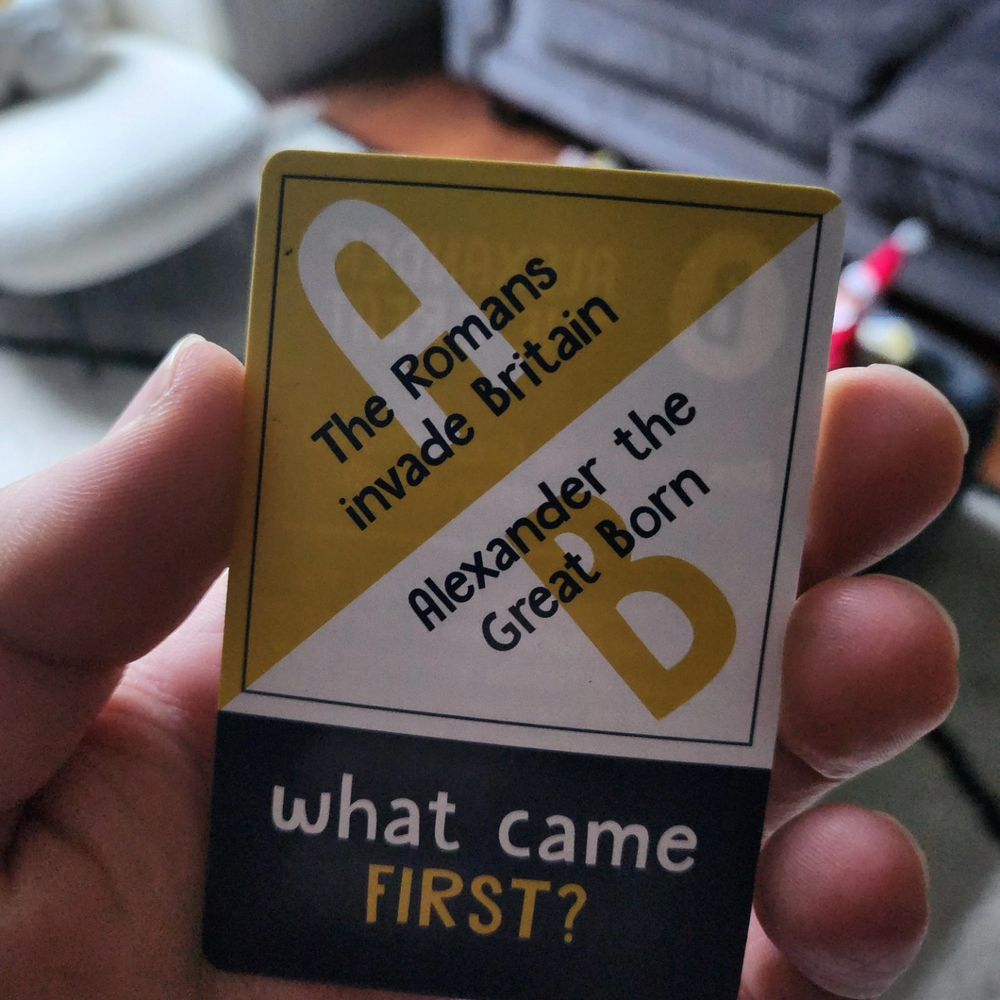 A
The Romans
invade Britain
Alexander the
Great Born
B
what came
FIRST?